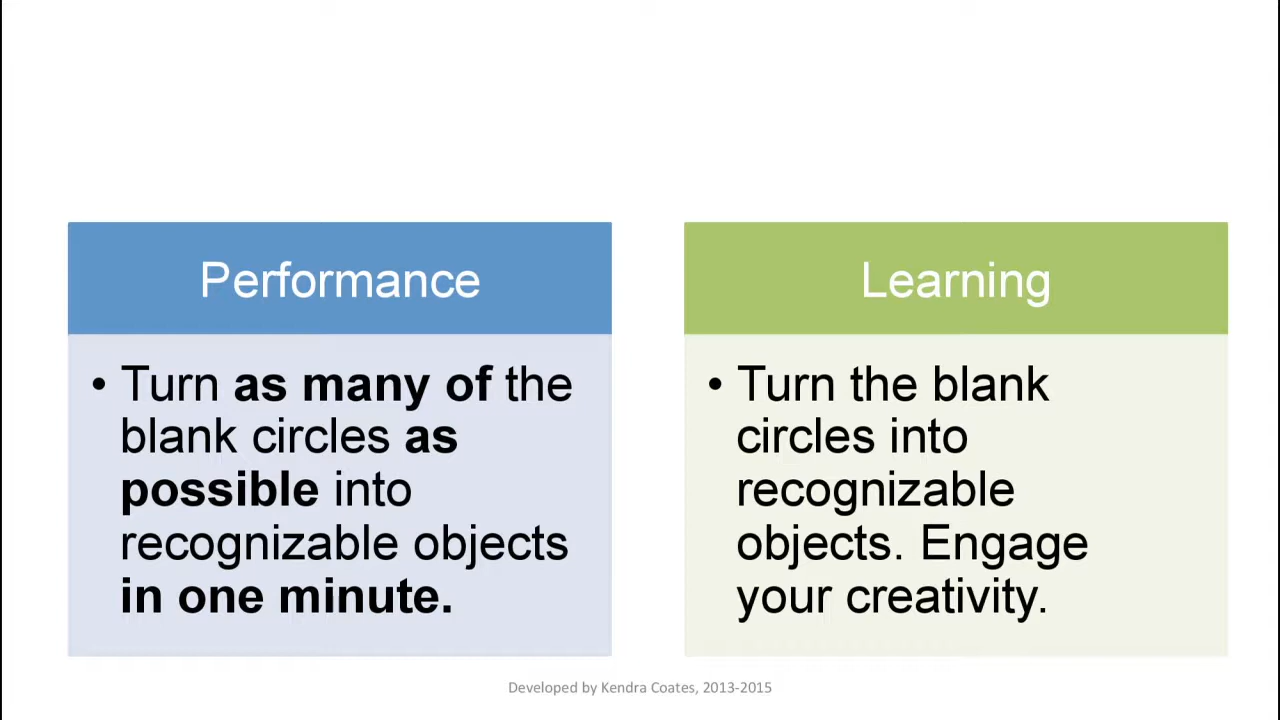 Performance
• Turn as many of the
blank circles as
possible into
recognizable objects
in one minute.
Learning
• Turn the blank
circles into
recognizable
objects. Engage
your creativity.
Developed by Kendra Coates, 2013-2015